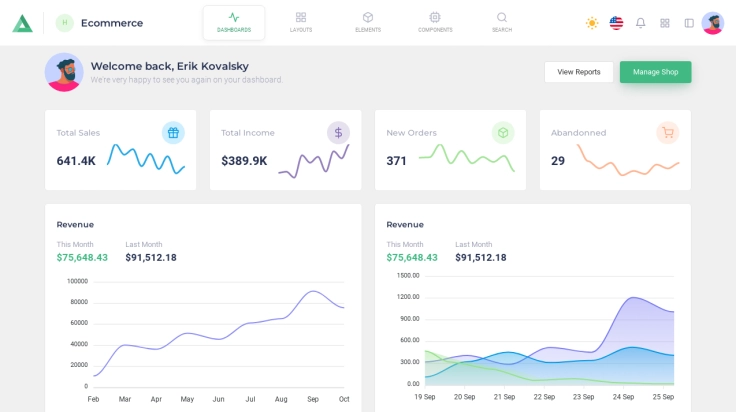 H Ecommerce
DASHBOARDS LAYOUTS ELEMENTS COMPONENTS SEARCH
Welcome back, Erik Kovalsky
We're very happy to see you again on your dashboard.
View Reports Manage Shop
Total Sales
641.4K
Total Income
$389.9K
New Orders
371
Abandonned
29
Revenue
This Month Last Month
$75,648.43 $91,512.18
100000
80000
60000
40000
20000
0
Feb Mar Apr May Jun Jul Aug Sep Oct
Revenue
This Month Last Month
$75,648.43 $91,512.18
1500.00
1200.00
900.00
600.00
300.00
0.00
19 Sep 20 Sep 21 Sep 22 Sep 23 Sep 24 Sep 25 Sep